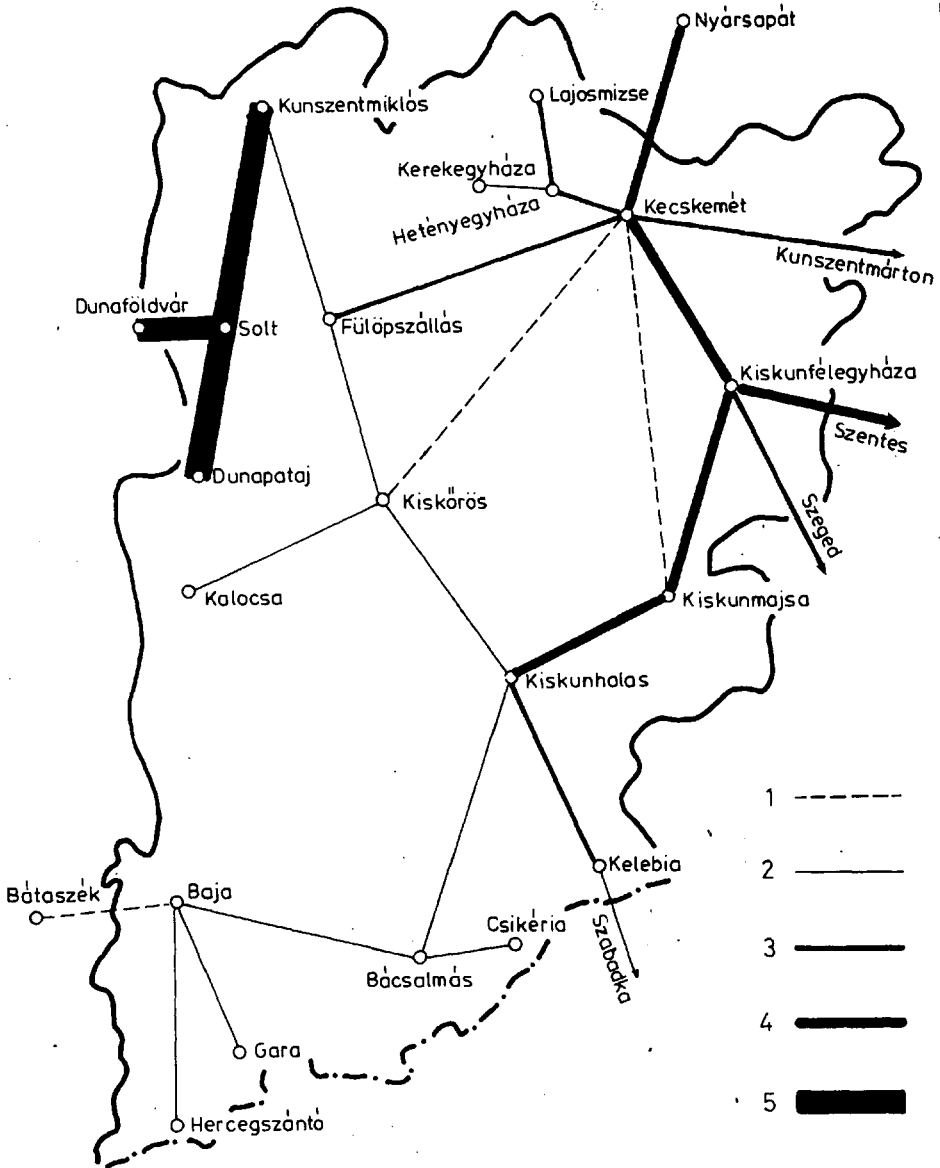 Nyársapát
Kunszentmiklós
Lajosmizse
Kerekegyháza
Hetényegyháza
Kecskemét
Kunszentmárton
Dunaföldvár
Solt
Fülöpszállás
Kiskunfélegyháza
Szentes
Dunapataj
Kiskőrös
Szeged
Kalocsa
Kiskunmajsa
Kiskunhalas
1
2
Kelebia
Bátaszék
Baja
Csikéria
Szabadka
3
Bácsalmás
4
Gara
5
Hercegszántó